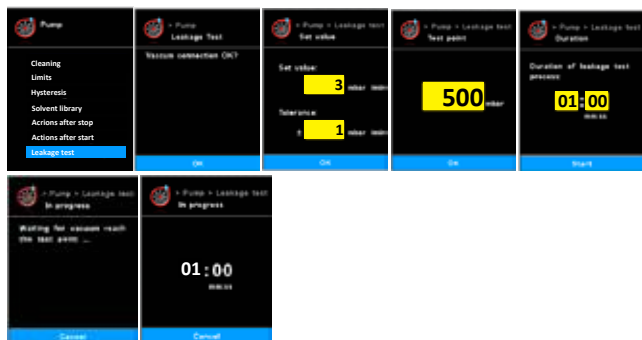 Pump
Cleaning
Limits
Hysteresis
Solvent library
Acrions after stop
Actions after start
Leakage test
> Pump
Leakage Test
Vaccum connection OK?
OK
> Pump > Leakage test
Set value
Set value:
3 mbar /min
Tolerance:
± 1 mbar /min
OK
> Pump > Leakage test
Test point
500 mbar
OK
> Pump > Leakage test
Duration
Duration of leakage test
process:
01:00
mm:ss
Start
> Pump > Leakage test
In progress
Waiting for vacuum reach
the test point ...
Cancel
> Pump > Leakage test
In progress
01:00
mm:ss
Cancel